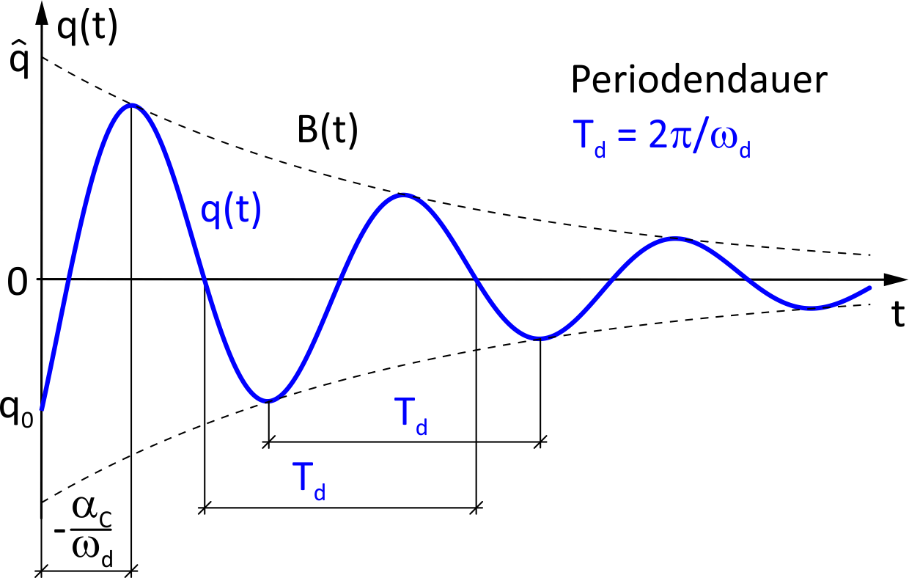 q(t)
q̂
Periodendauer
B(t)
T_d = 2π/ω_d
q(t)
0
t
q_0
T_d
T_d
-α_C/ω_d